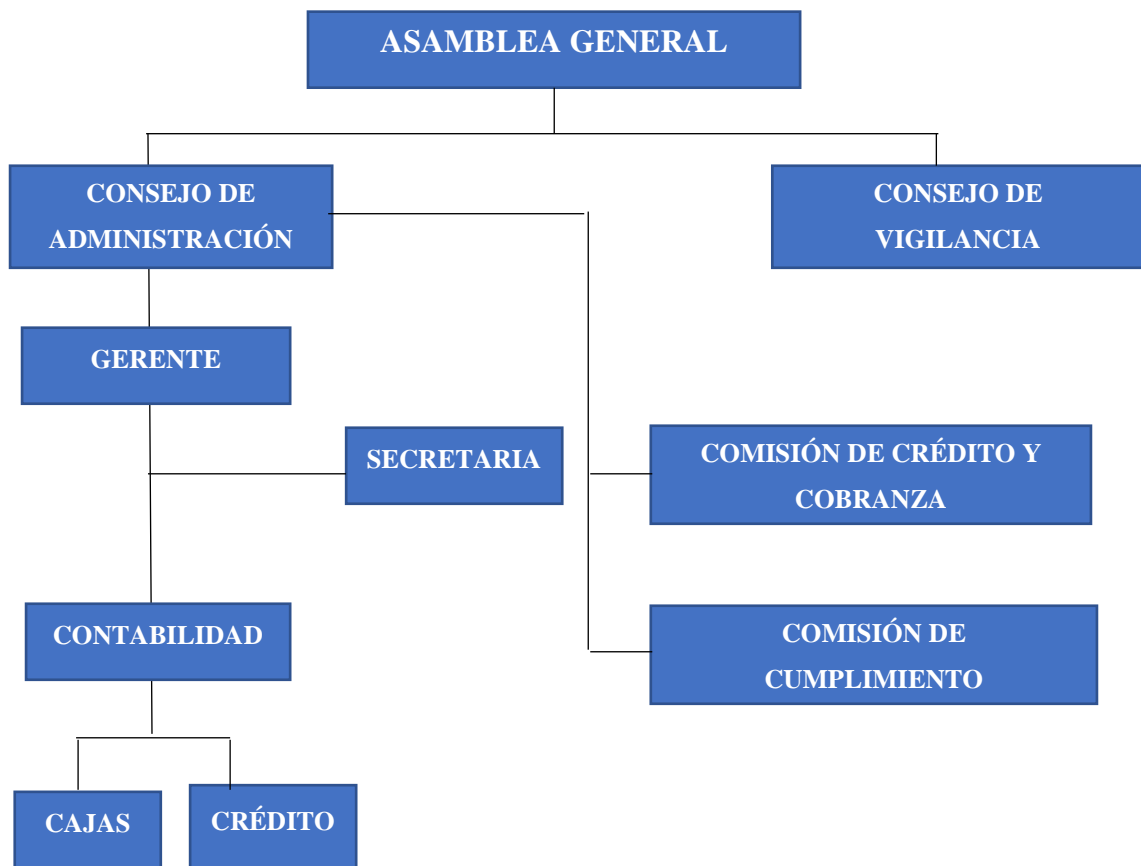 ASAMBLEA GENERAL
CONSEJO DE
ADMINISTRACIÓN
CONSEJO DE
VIGILANCIA
GERENTE
SECRETARIA
COMISIÓN DE CRÉDITO Y
COBRANZA
CONTABILIDAD
COMISIÓN DE
CUMPLIMIENTO
CAJAS
CRÉDITO